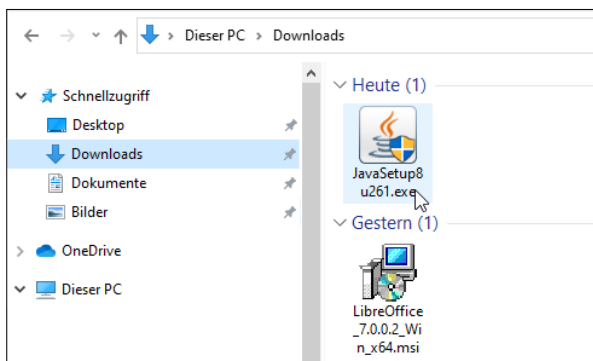 Dieser PC > Downloads
Schnellzugriff
Desktop
Downloads
Dokumente
Bilder
OneDrive
Dieser PC
Heute (1)
JavaSetup8
u261.exe
Gestern (1)
LibreOffice
_7.0.0.2_Wi
n_x64.msi